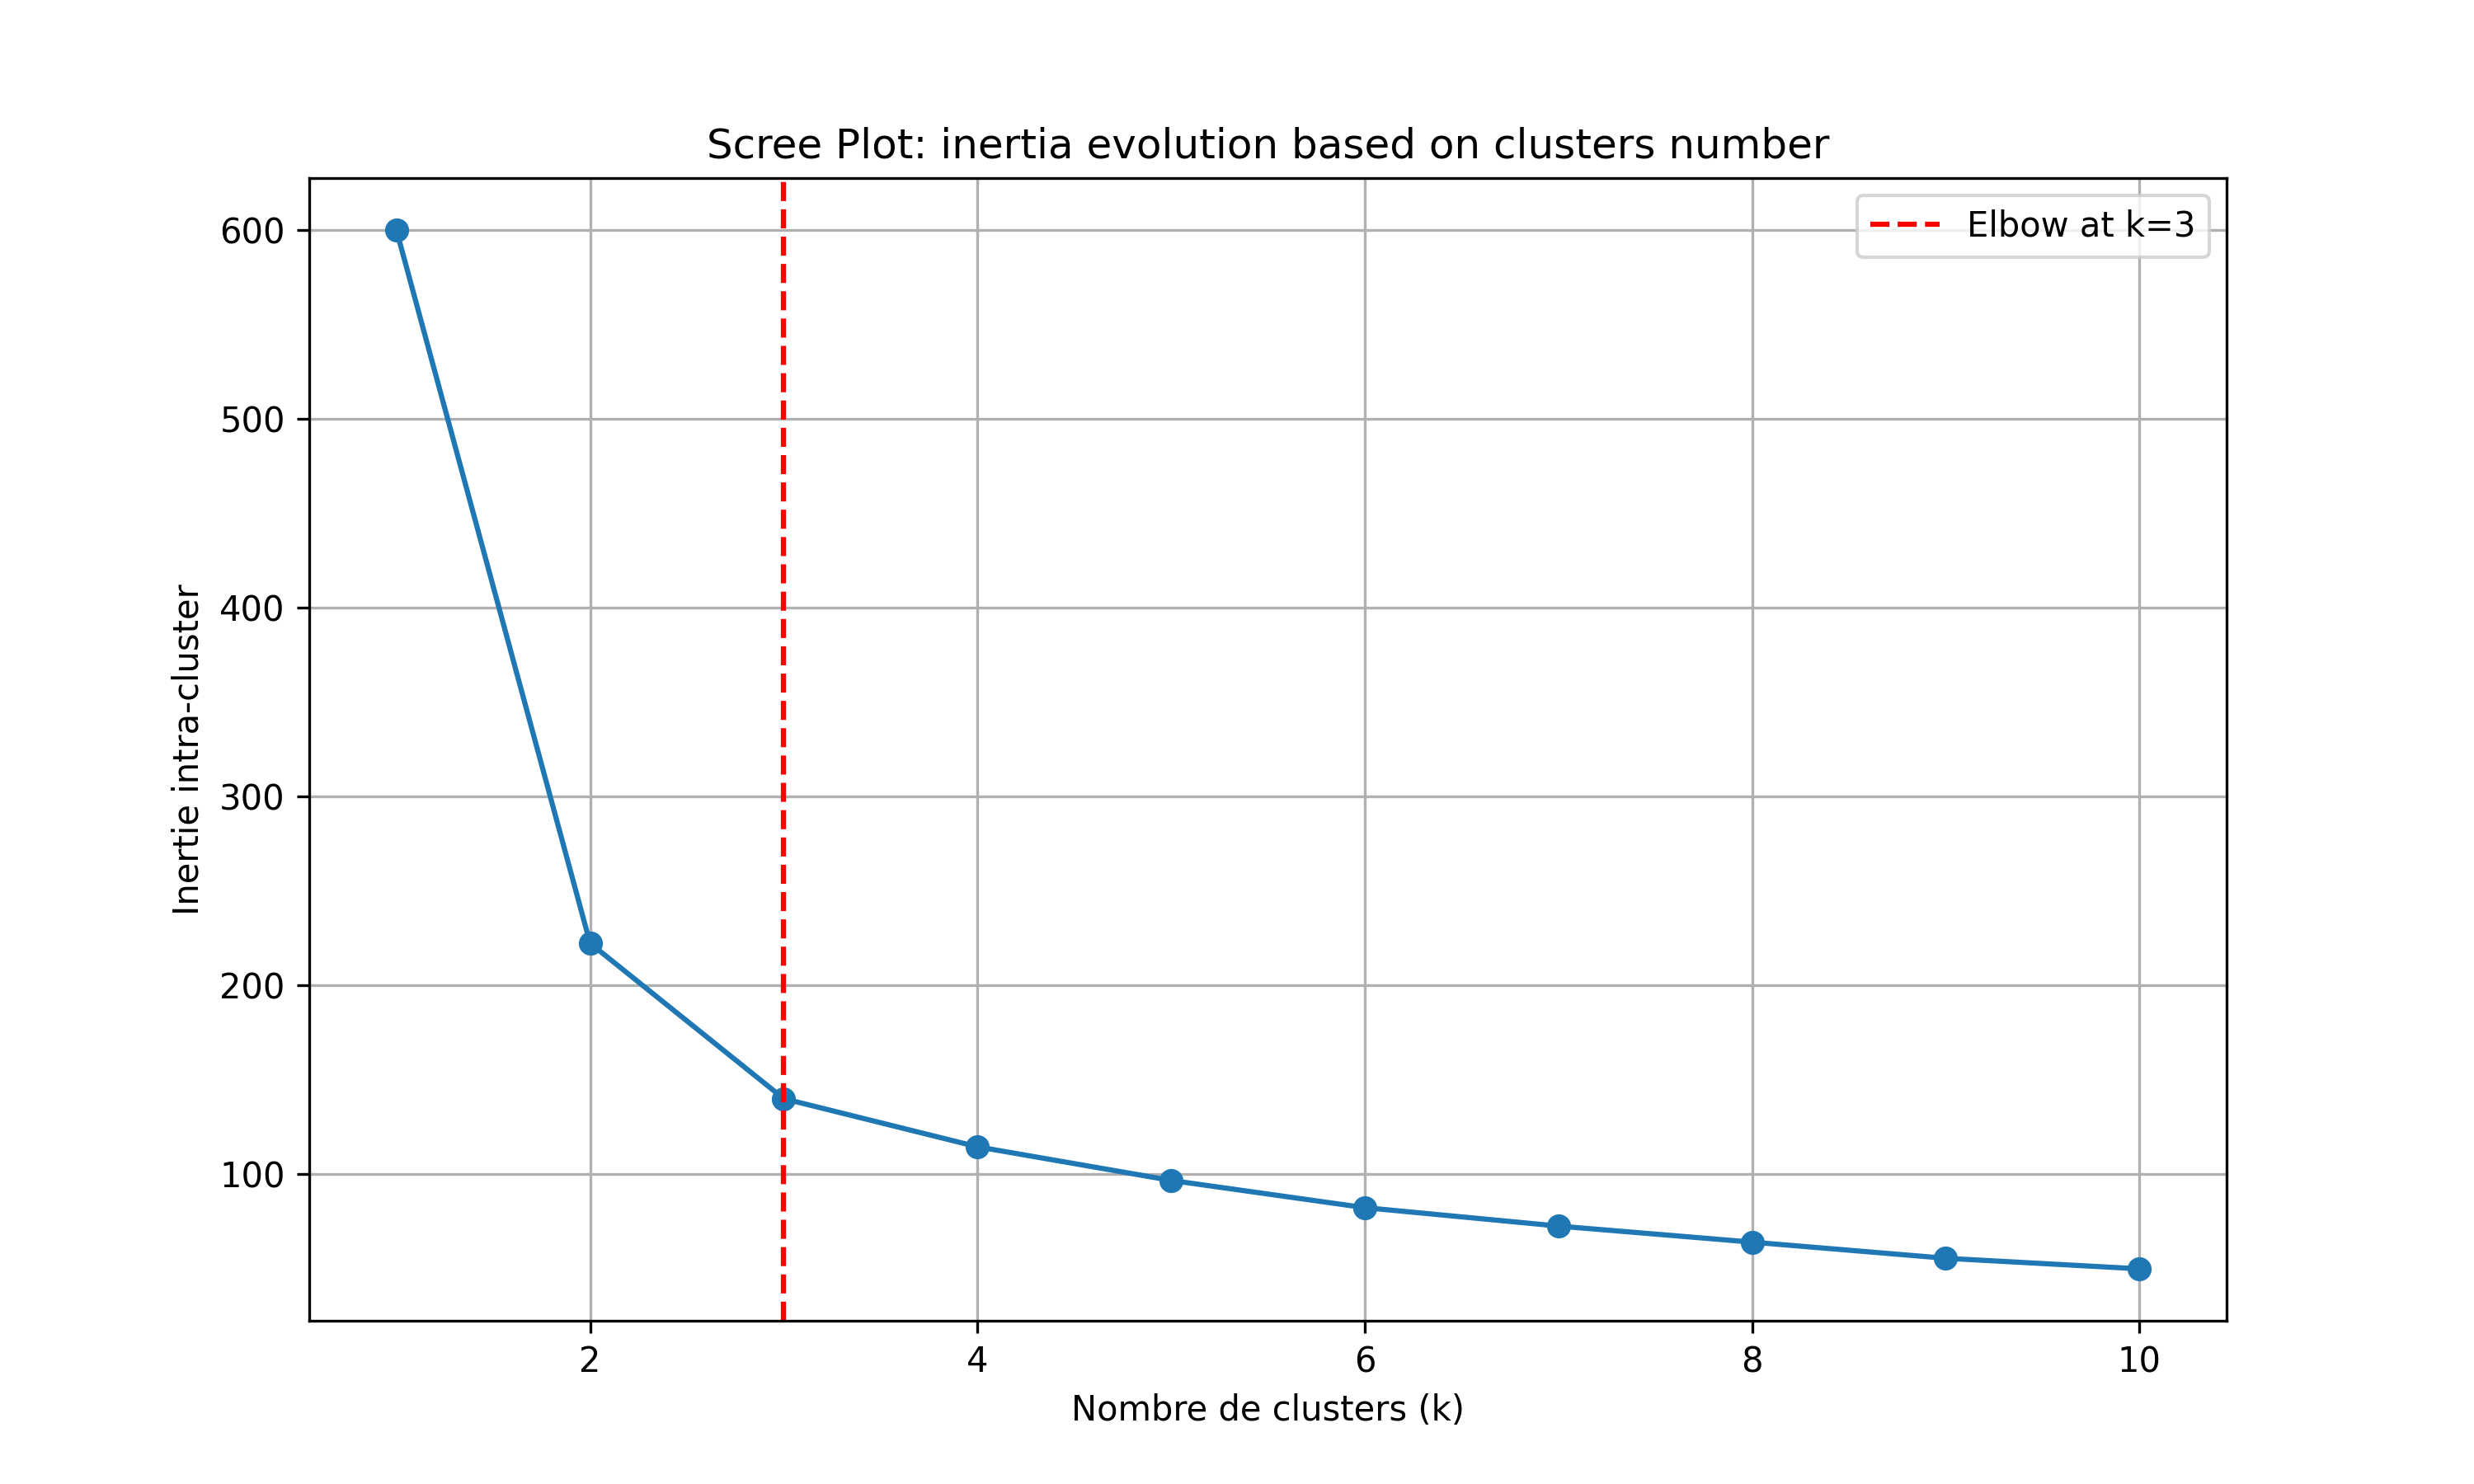 Scree Plot: inertia evolution based on clusters number
Elbow at k=3
600
500
400
300
200
100
Inertie intra-cluster
2 4 6 8 10
Nombre de clusters (k)